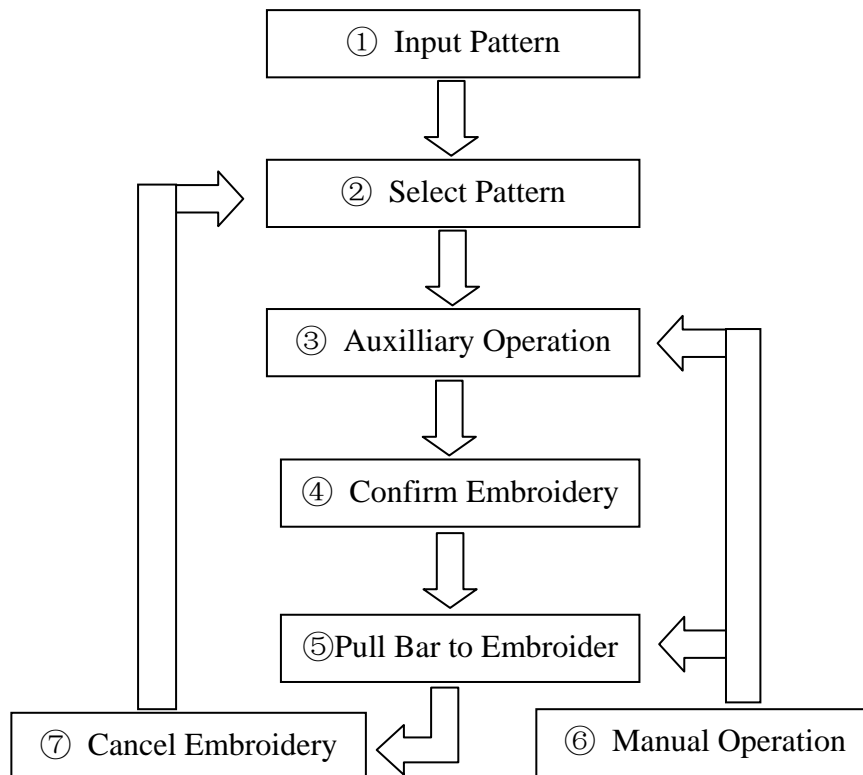 ① Input Pattern
② Select Pattern
③ Auxilliary Operation
④ Confirm Embroidery
⑤Pull Bar to Embroider
⑦ Cancel Embroidery
⑥ Manual Operation